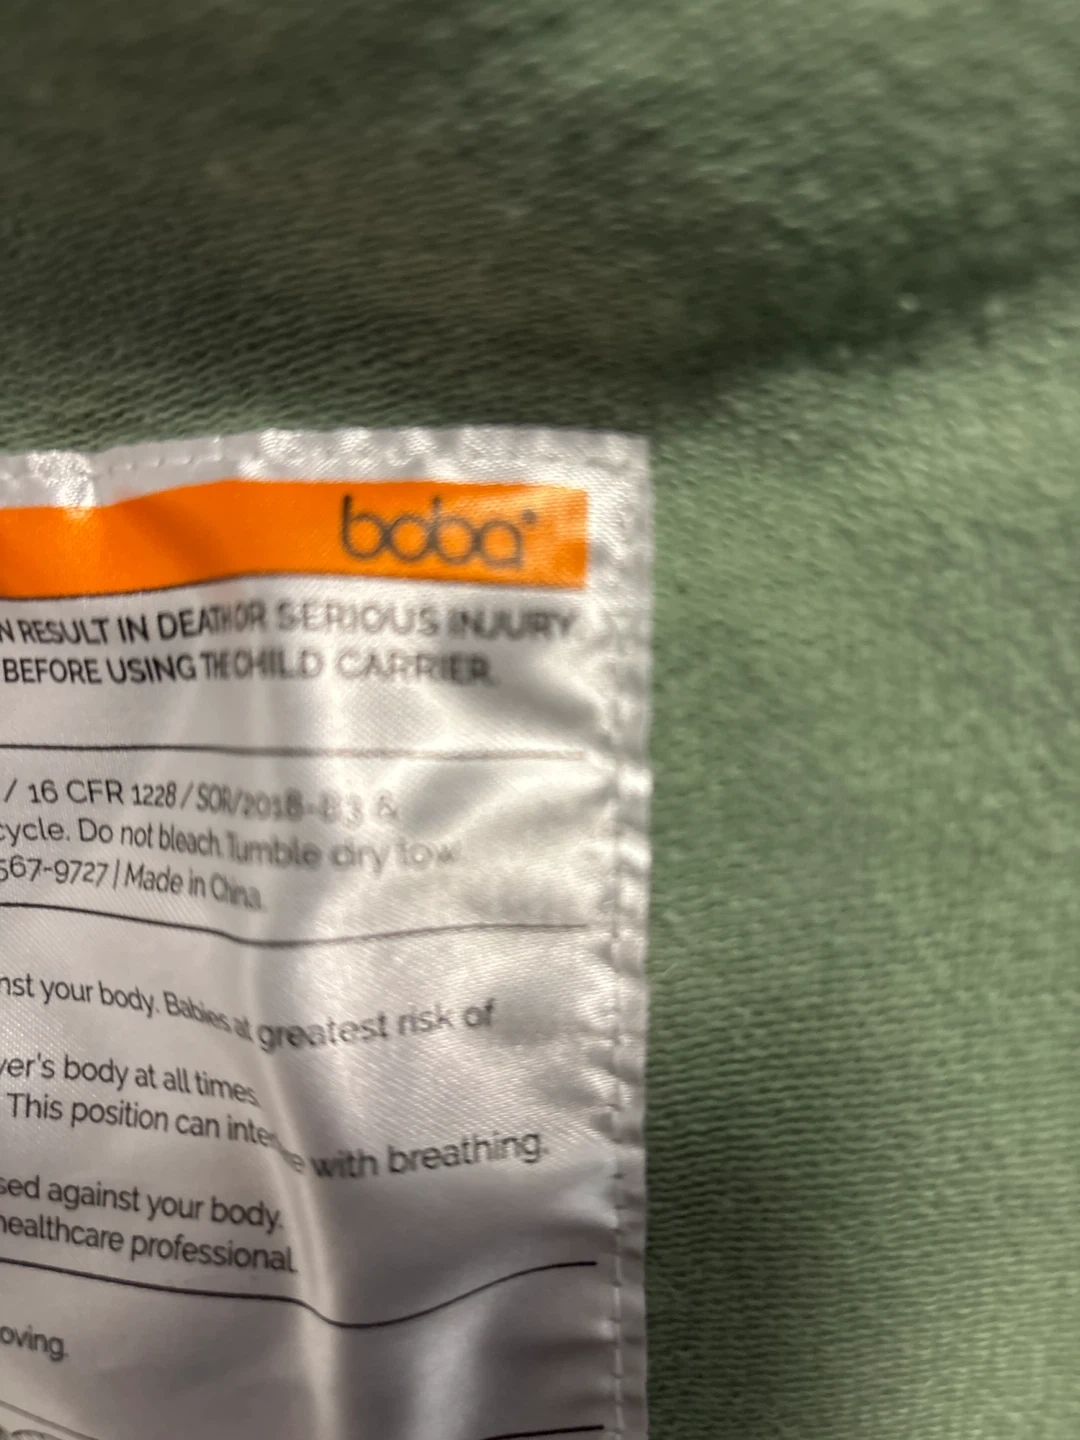 boba®
N RESULT IN DEATH OR SERIOUS INJURY
BEFORE USING THE CHILD CARRIER.
/ 16 CFR 1228 / SOR/2018-83 &
cycle. Do not bleach. Tumble dry low
567-9727 | Made in China.
nst your body. Babies at greatest risk of
er's body at all times.
This position can inte e with breathing.
sed against your body.
healthcare professional.
oving.